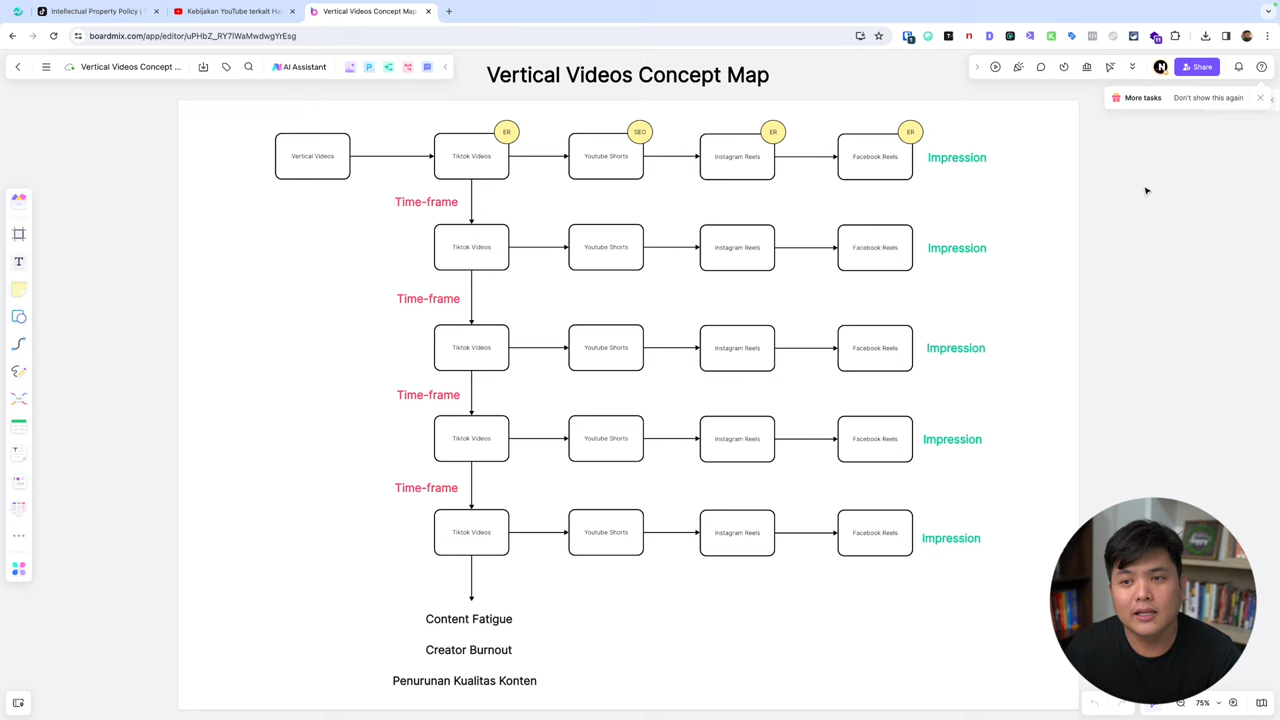 Intellectual Property Policy | T
Kebijakan YouTube terkait Hak
Vertical Videos Concept Map
boardmix.com/app/editor/uPHbZ_RY7lWaMwdwgYrEsg
Vertical Videos Concept ...
AI Assistant
Share
Vertical Videos Concept Map
More tasks
Don't show this again
ER
SEO
ER
ER
Vertical Videos
Tiktok Videos
Youtube Shorts
Instagram Reels
Facebook Reels
Impression
Time-frame
Tiktok Videos
Youtube Shorts
Instagram Reels
Facebook Reels
Impression
Time-frame
Tiktok Videos
Youtube Shorts
Instagram Reels
Facebook Reels
Impression
Time-frame
Tiktok Videos
Youtube Shorts
Instagram Reels
Facebook Reels
Impression
Time-frame
Tiktok Videos
Youtube Shorts
Instagram Reels
Facebook Reels
Impression
Content Fatigue
Creator Burnout
Penurunan Kualitas Konten
75%